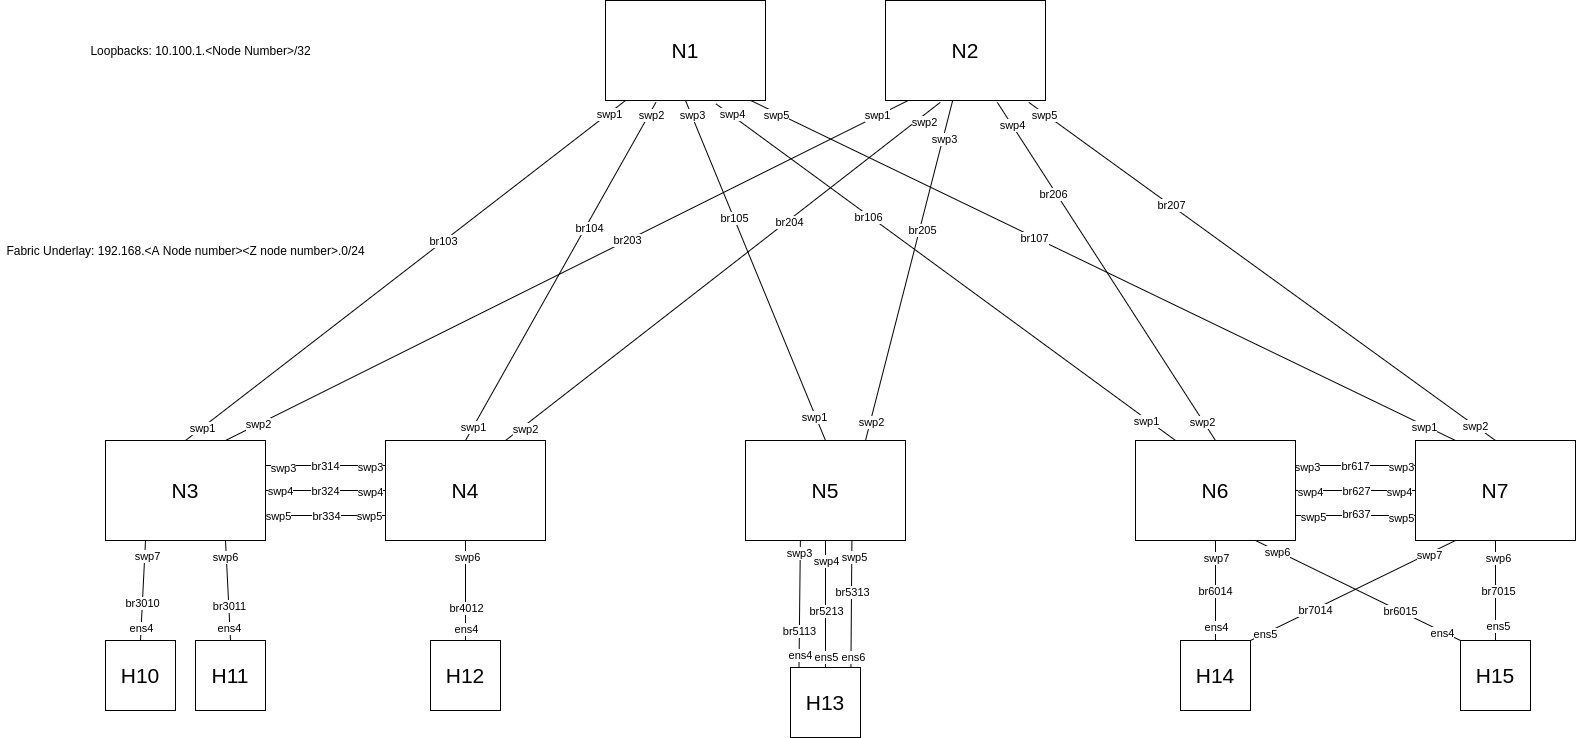 N1
N2
Loopbacks: 10.100.1.<Node Number>/32
swp1
swp2
swp3
swp4
swp5
swp1
swp2
swp3
swp4
swp5
br103
br104
br203
br105
br204
br106
br205
br107
br206
br207
Fabric Underlay: 192.168.<A Node number><Z node number>.0/24
swp1
swp2
swp1
swp2
swp1
swp2
swp1
swp2
swp1
swp2
N3
N4
N5
N6
N7
swp3
br314
swp3
swp4
br324
swp4
swp5
br334
swp5
swp3
br617
swp3
swp4
br627
swp4
swp5
br637
swp5
swp7
swp6
swp6
swp3
swp4
swp5
swp7
swp6
swp7
swp6
br3010
br3011
br4012
br5113
br5213
br5313
br6014
br7014
br6015
br7015
ens4
ens4
ens4
ens4
ens5
ens6
ens4
ens5
ens4
ens5
H10
H11
H12
H13
H14
H15